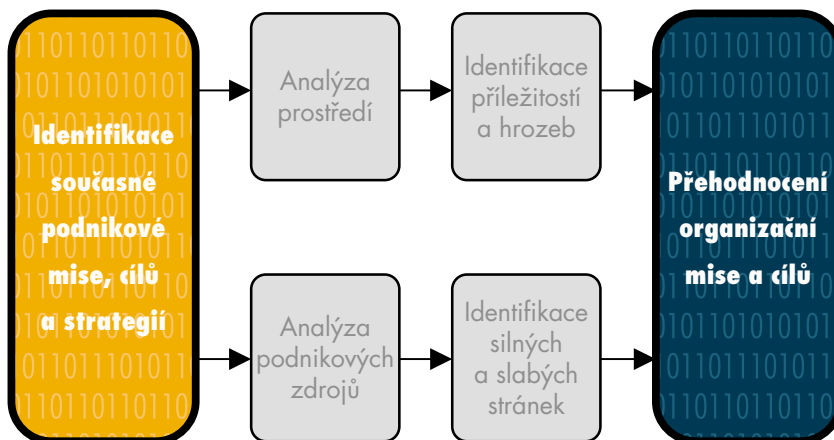 Identifikace
současné
podnikové
mise, cílů
a strategií
Analýza
prostředí
Identifikace
příležitostí
a hrozeb
Analýza
podnikových
zdrojů
Identifikace
silných
a slabých
stránek
Přehodnocení
organizační
mise a cílů